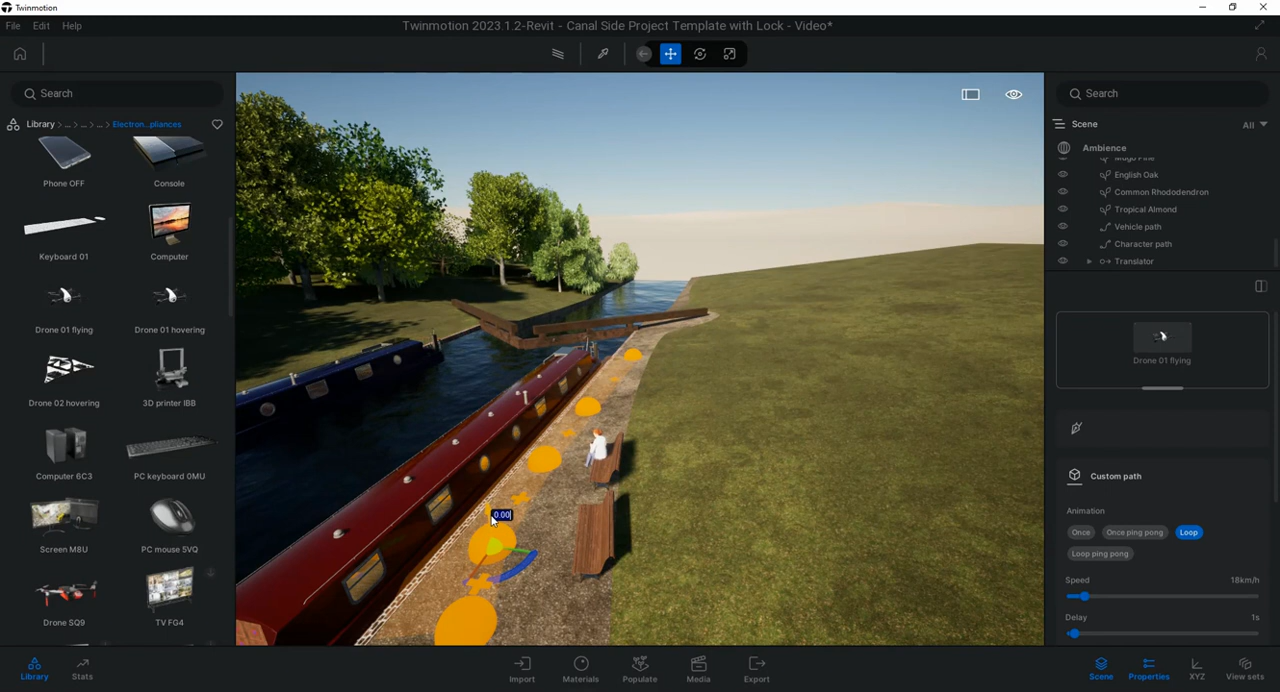 Twinmotion
File Edit Help
Twinmotion 2023.1.2-Revit - Canal Side Project Template with Lock - Video*
Search
Library > ... > ... > ... > Electron...pliances
Phone OFF
Console
Keyboard 01
Computer
Drone 01 flying
Drone 01 hovering
Drone 02 hovering
3D printer IBB
Computer 6C3
PC keyboard 0MU
Screen M8U
PC mouse SVQ
Drone SQ9
TV FG4
0.00
Search
Scene
All
Ambience
Mugo Pine
English Oak
Common Rhododendron
Tropical Almond
Vehicle path
Character path
Translator
Drone 01 flying
Custom path
Animation
Once
Once ping pong
Loop
Loop ping pong
Speed
18km/h
Delay
1s
Library
Stats
Import
Materials
Populate
Media
Export
Scene
Properties
XYZ
View sets